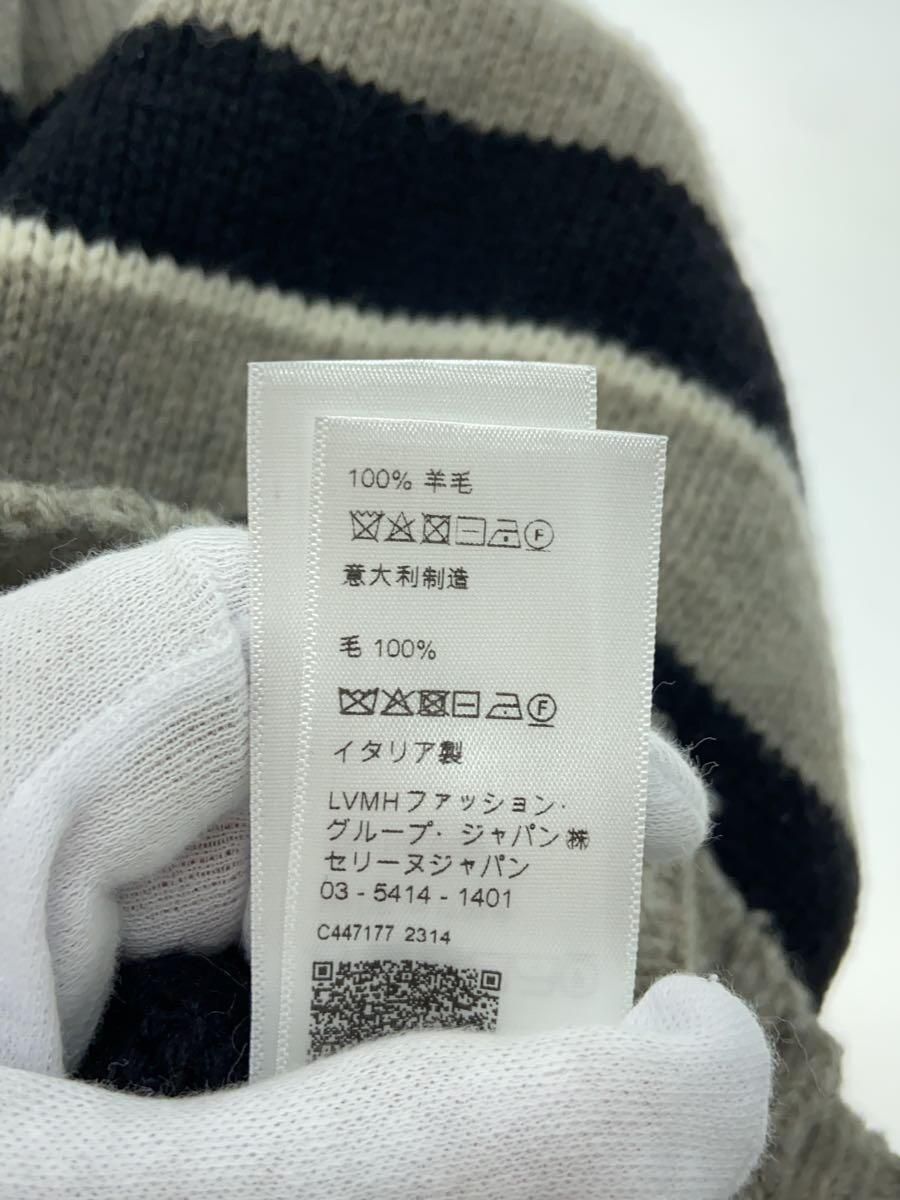 100% 羊毛
F
意大利制造
毛 100%
F
イタリア製
LVMHファッション・
グループ・ジャパン㈱
セリーヌジャパン
03 - 5414 - 1401
C447177 2314